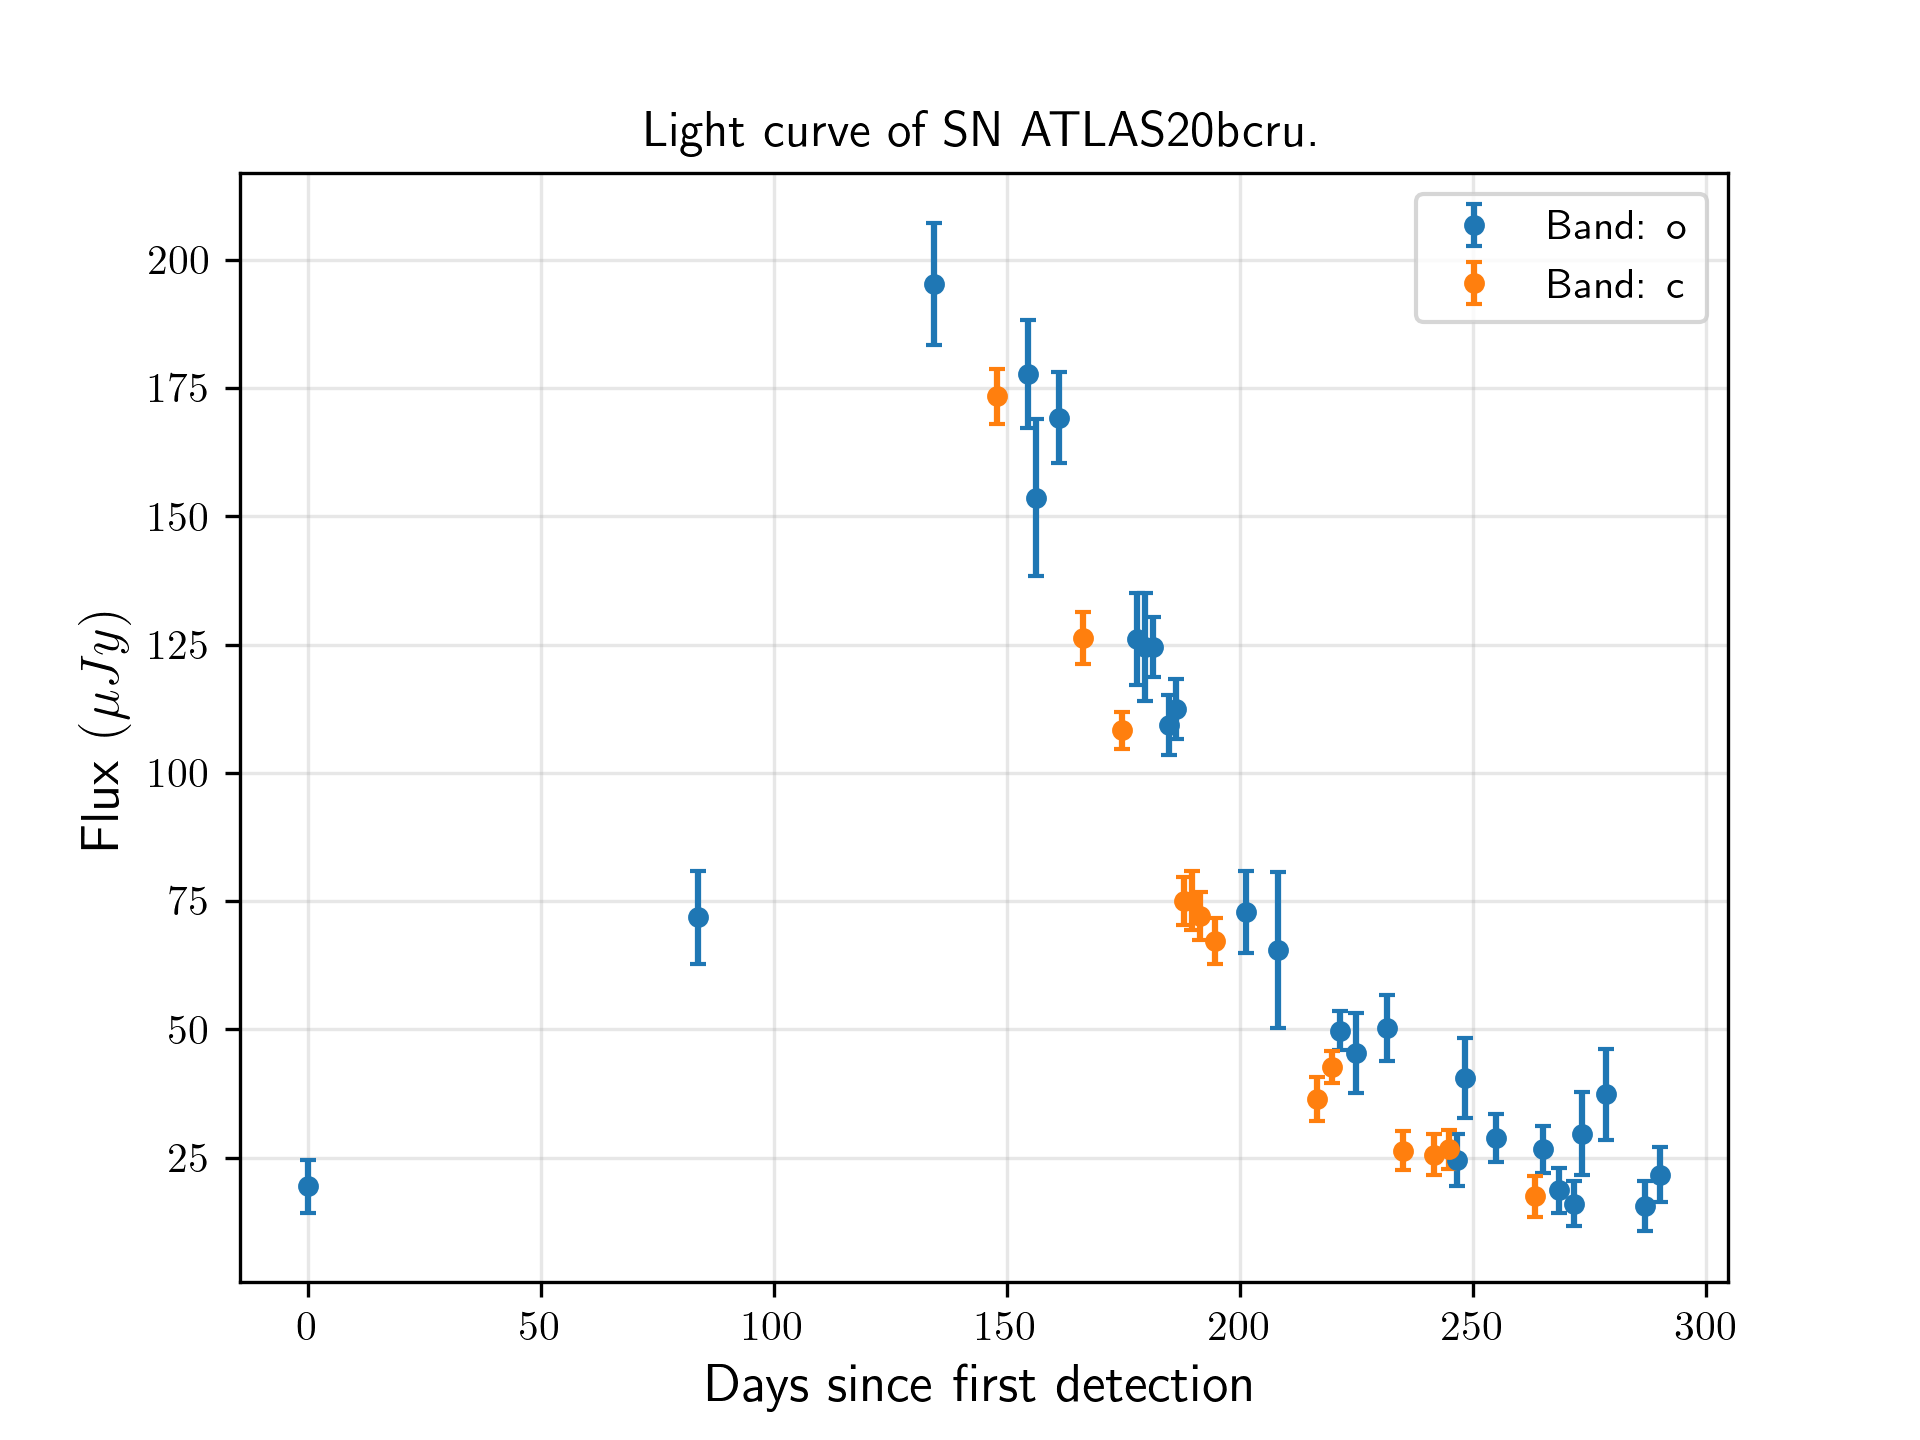 Light curve of SN ATLAS20bcru.
Band: o
Band: c
200
175
150
125
100
75
50
25
Flux (μJy)
0 50 100 150 200 250 300
Days since first detection